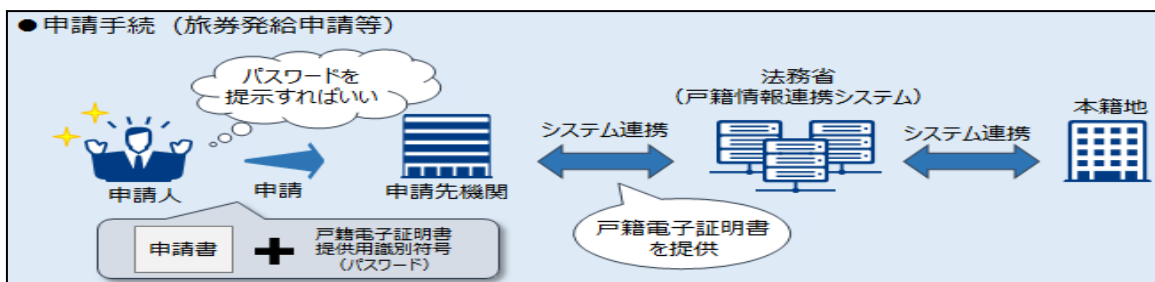 ●申請手続（旅券発給申請等）
パスワードを
提示すればいい
法務省
（戸籍情報連携システム）
本籍地
システム連携
システム連携
申請人
申請
申請先機関
戸籍電子証明書
を提供
申請書
＋
戸籍電子証明書
提供用識別符号
（パスワード）